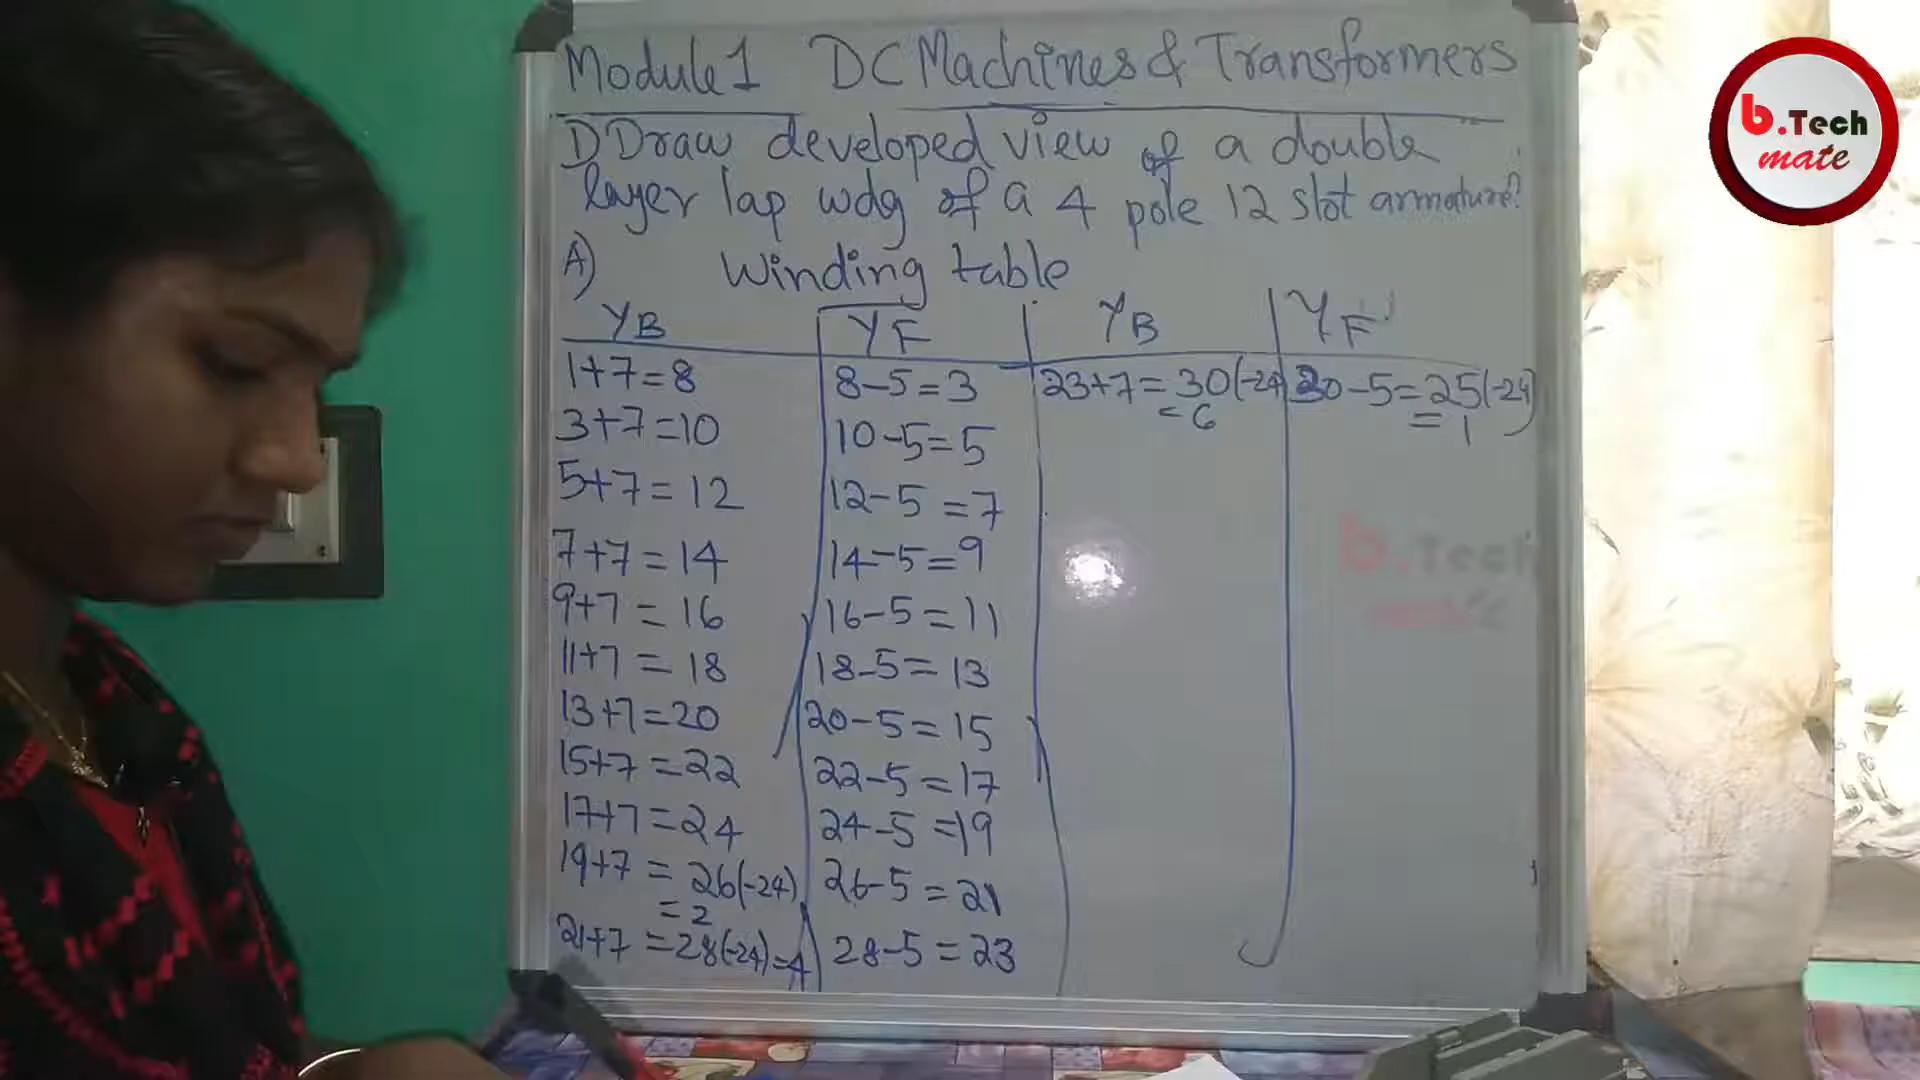 Module 1 DC Machines & Transformers
1) Draw developed view of a double
layer lap wdg of a 4 pole 12 slot armature?
A) Winding table
YB YF YB YF
1+7=8 8-5=3 23+7=30(-24) 30-5=25(-24)
=6 =1
3+7=10 10-5=5
5+7=12 12-5=7
7+7=14 14-5=9
9+7=16 16-5=11
11+7=18 18-5=13
13+7=20 20-5=15
15+7=22 22-5=17
17+7=24 24-5=19
19+7=26(-24) 26-5=21
=2
21+7=28(-24)=4 28-5=23
b.Tech
mate
b.Tech
mate